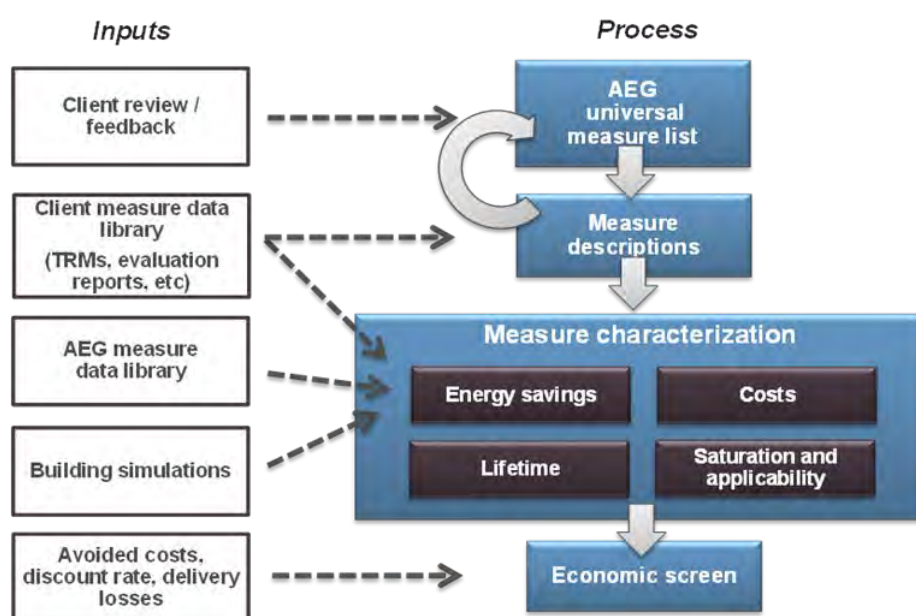 Inputs
Process
Client review /
feedback
AEG
universal
measure list
Client measure data
library
(TRMs, evaluation
reports, etc)
Measure
descriptions
AEG measure
data library
Building simulations
Measure characterization
Energy savings
Costs
Lifetime
Saturation and
applicability
Avoided costs,
discount rate, delivery
losses
Economic screen